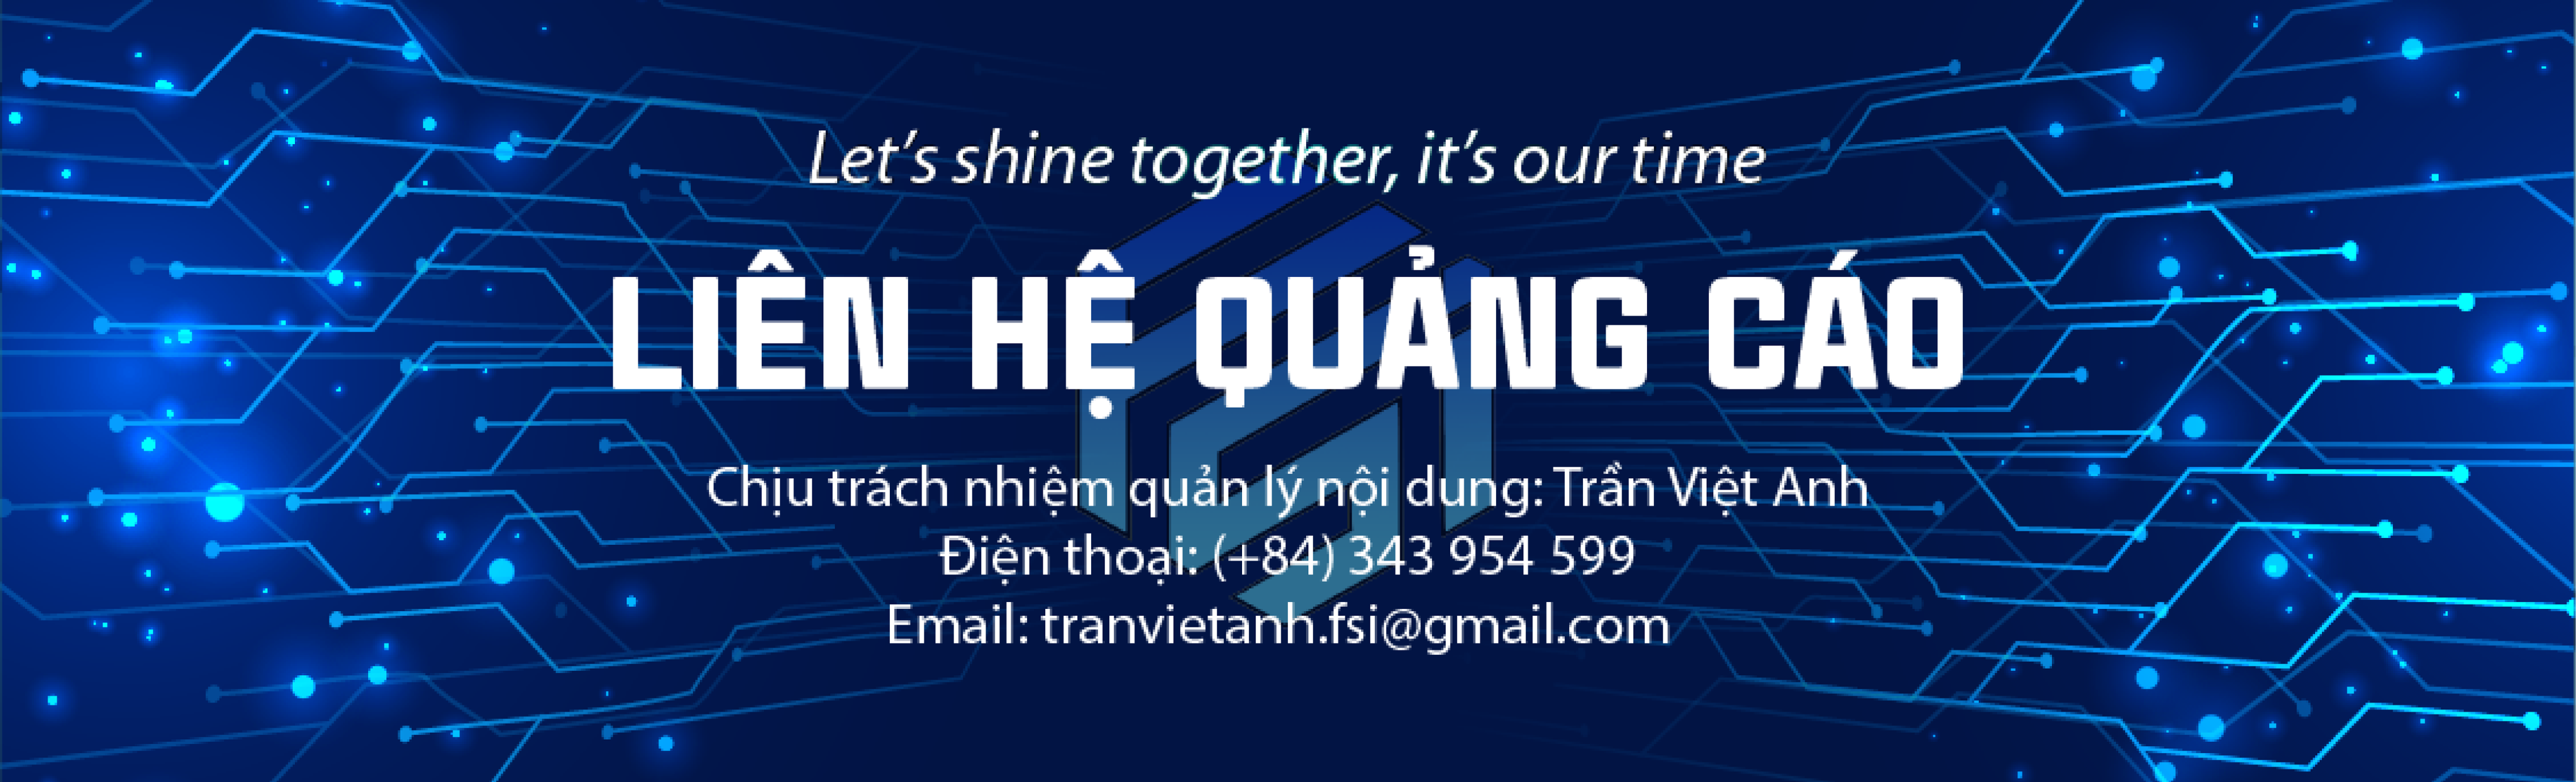 Let’s shine together, it’s our time
LIÊN HỆ QUẢNG CÁO
Chịu trách nhiệm quản lý nội dung: Trần Việt Anh
Điện thoại: (+84) 343 954 599
Email: tranvietanh.fsi@gmail.com